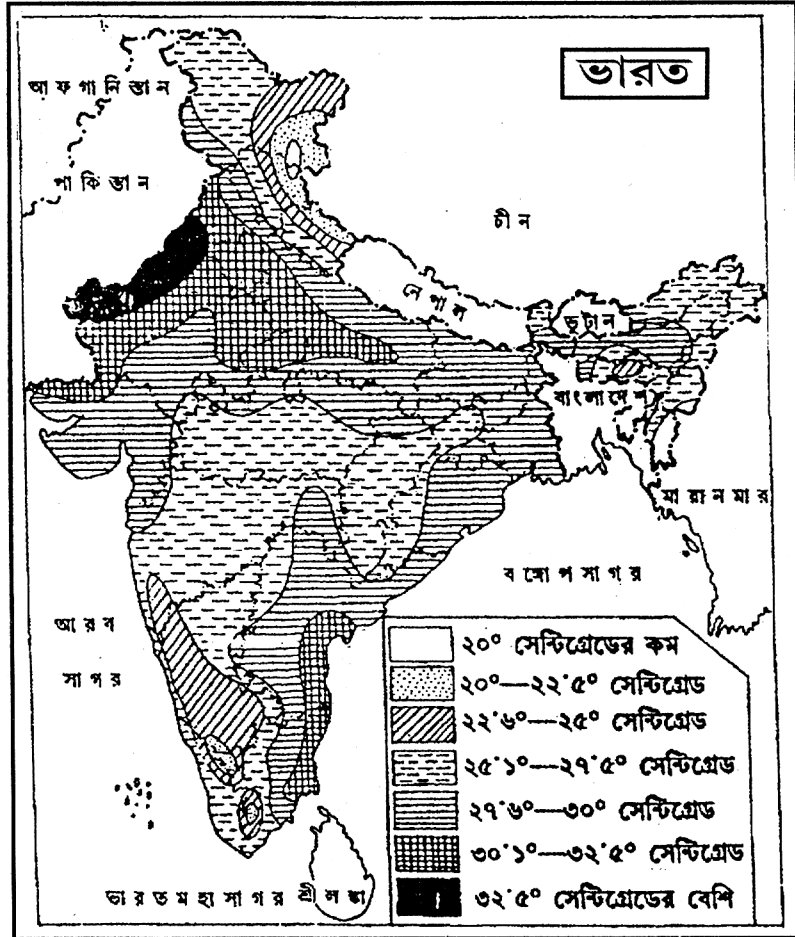 ভারত
আফগানিস্তান
পাকিস্তান
চীন
নেপাল
ভুটান
বাংলাদেশ
মায়ানমার
বঙ্গোপসাগর
আরব
সাগর
২০° সেন্টিগ্রেডের কম
২০°—২২·৫° সেন্টিগ্রেড
২২·৬°—২৫° সেন্টিগ্রেড
২৫·১°—২৭·৫° সেন্টিগ্রেড
২৭·৬°—৩০° সেন্টিগ্রেড
৩০·১°—৩২·৫° সেন্টিগ্রেড
৩২·৫° সেন্টিগ্রেডের বেশি
ভারতমহাসাগর শ্রীলঙ্কা